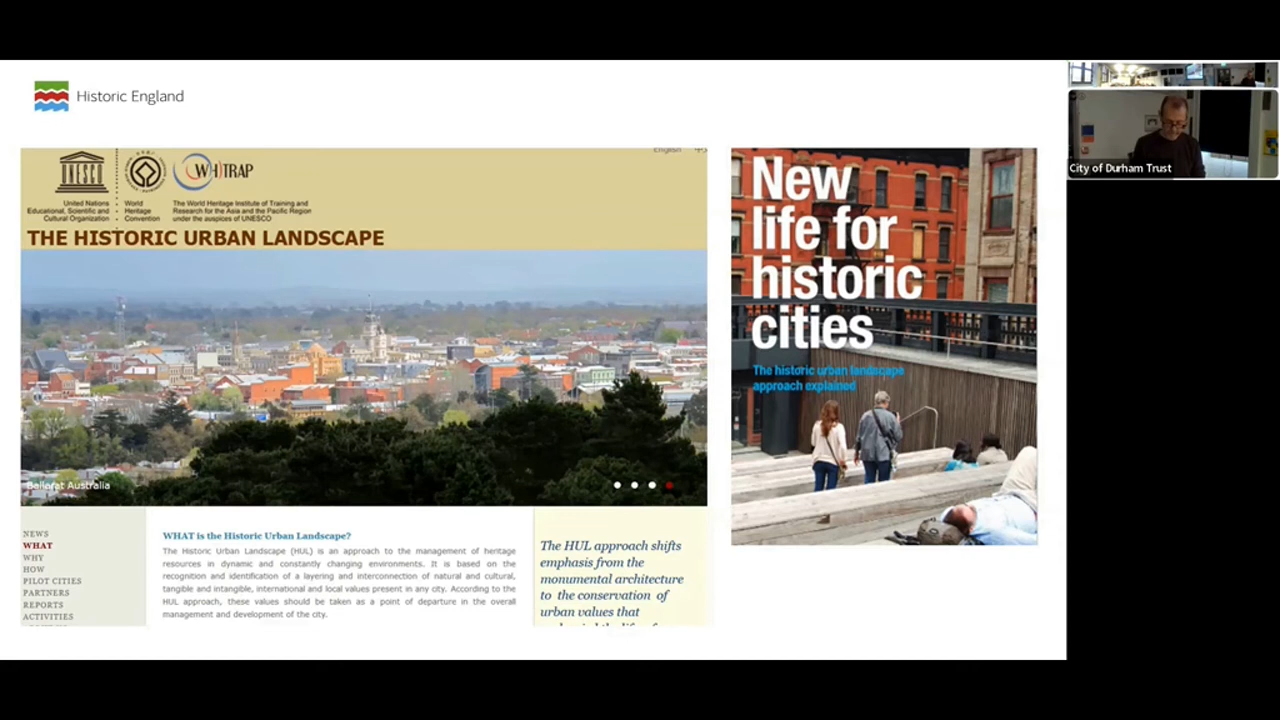 Historic England
UNESCO
WHITRAP
English
United Nations
Educational, Scientific and
Cultural Organization
World
Heritage
Convention
The World Heritage Institute of Training and
Research for the Asia and the Pacific Region
under the auspices of UNESCO
THE HISTORIC URBAN LANDSCAPE
Ballarat Australia
NEWS
WHAT
WHY
HOW
PILOT CITIES
PARTNERS
REPORTS
ACTIVITIES
WHAT is the Historic Urban Landscape?
The Historic Urban Landscape (HUL) is an approach to the management of heritage
resources in dynamic and constantly changing environments. It is based on the
recognition and identification of a layering and interconnection of natural and cultural,
tangible and intangible, international and local values present in any city. According to the
HUL approach, these values should be taken as a point of departure in the overall
management and development of the city.
The HUL approach shifts
emphasis from the
monumental architecture
to the conservation of
urban values that
New
life for
historic
cities
The historic urban landscape
approach explained
City of Durham Trust